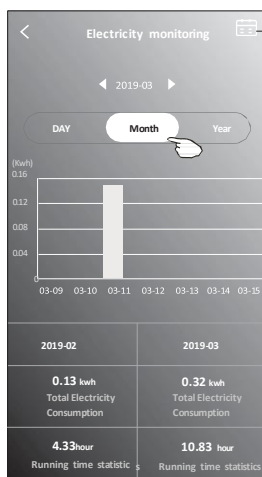 Electricity monitoring
2019-03
DAY Month Year
(Kwh)
0.16
0.12
0.08
0.04
0
03-09 03-10 03-11 03-12 03-13 03-14 03-15
2019-02 2019-03
0.13 kwh 0.32 kwh
Total Electricity Total Electricity
Consumption Consumption
4.33hour 10.83 hour
Running time statistic s Running time statistics